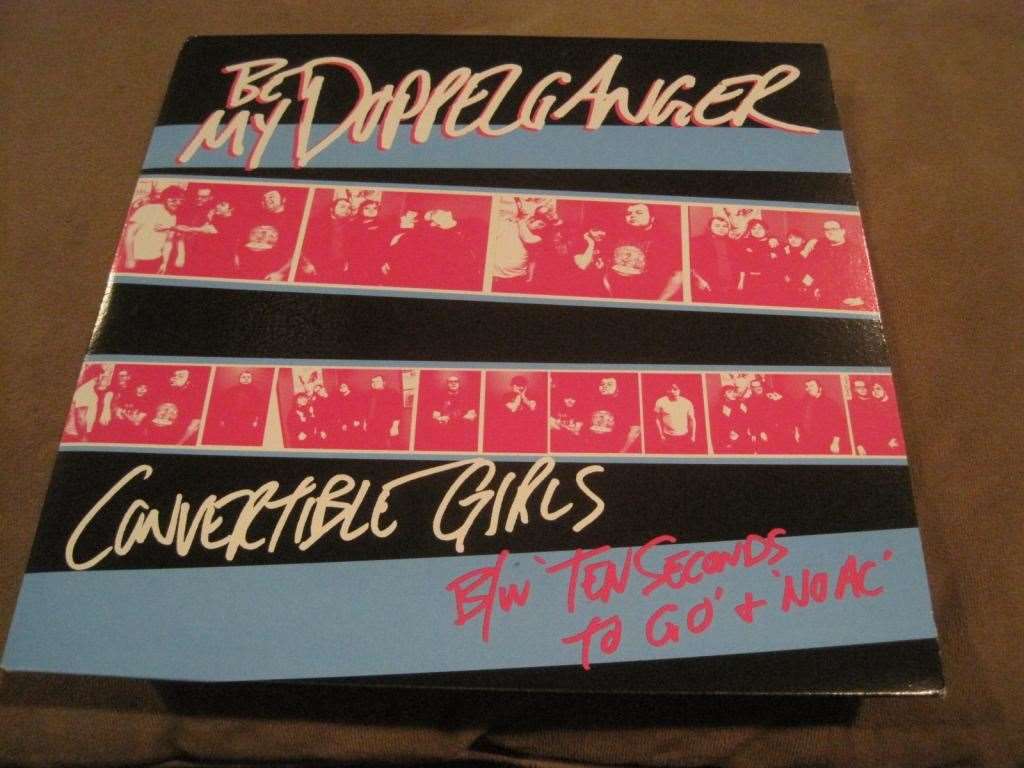 BE
MY DOPPELGANGER
CONVERTIBLE GIRLS
B/W 'TEN SECONDS
TO GO' + 'NO AC'